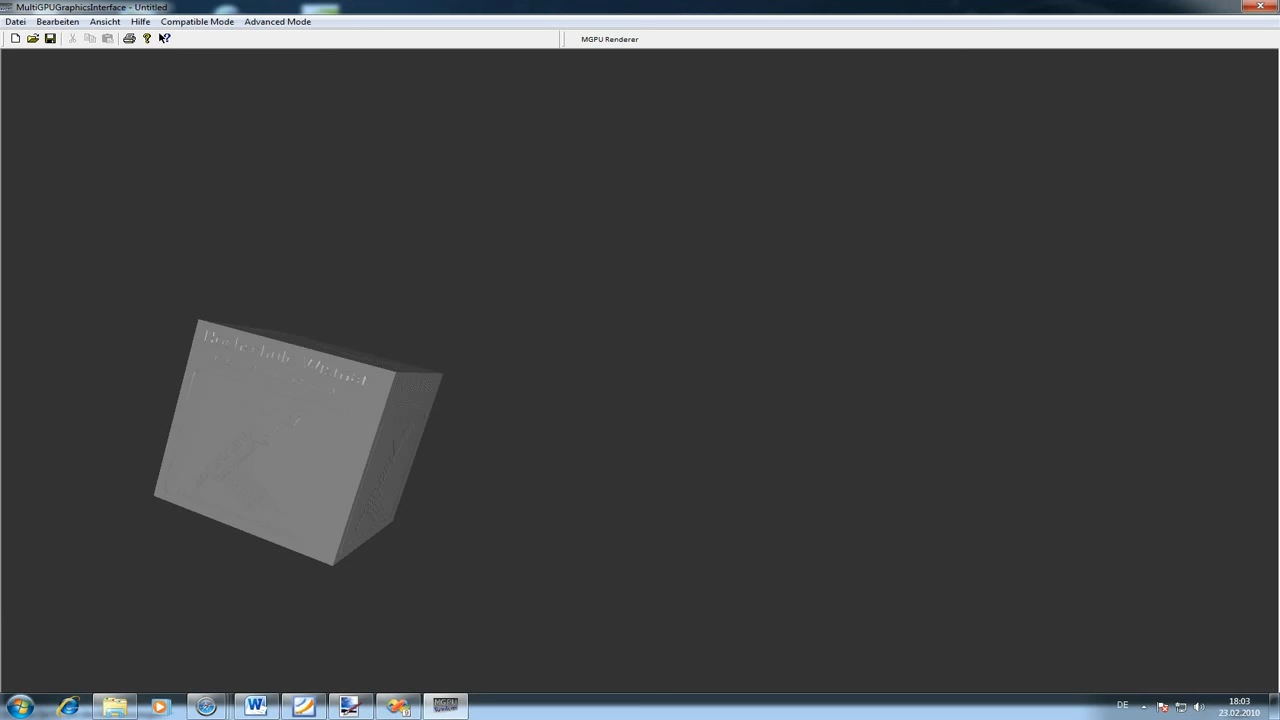 MultiGPUGraphicsInterface - Untitled
Datei Bearbeiten Ansicht Hilfe Compatible Mode Advanced Mode
MGPU Renderer
DE
18:03
23.02.2010